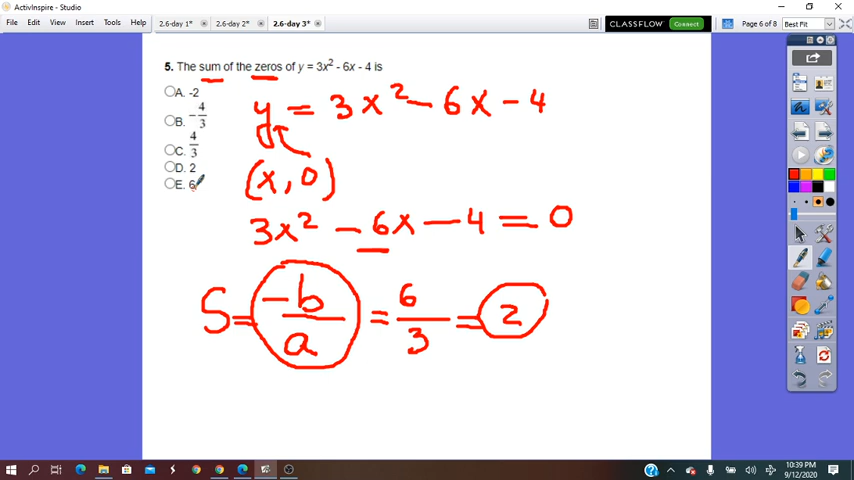 ActivInspire - Studio
File Edit View Insert Tools Help
2.6-day 1* 2.6-day 2* 2.6-day 3*
CLASSFLOW Connect
Page 6 of 8 Best Fit
5. The sum of the zeros of y = 3x² - 6x - 4 is
A. -2
B. -4/3
C. 4/3
D. 2
E. 6
y = 3x² - 6x - 4
(x, 0)
3x² - 6x - 4 = 0
S = -b/a = 6/3 = 2
10:39 PM
9/12/2020